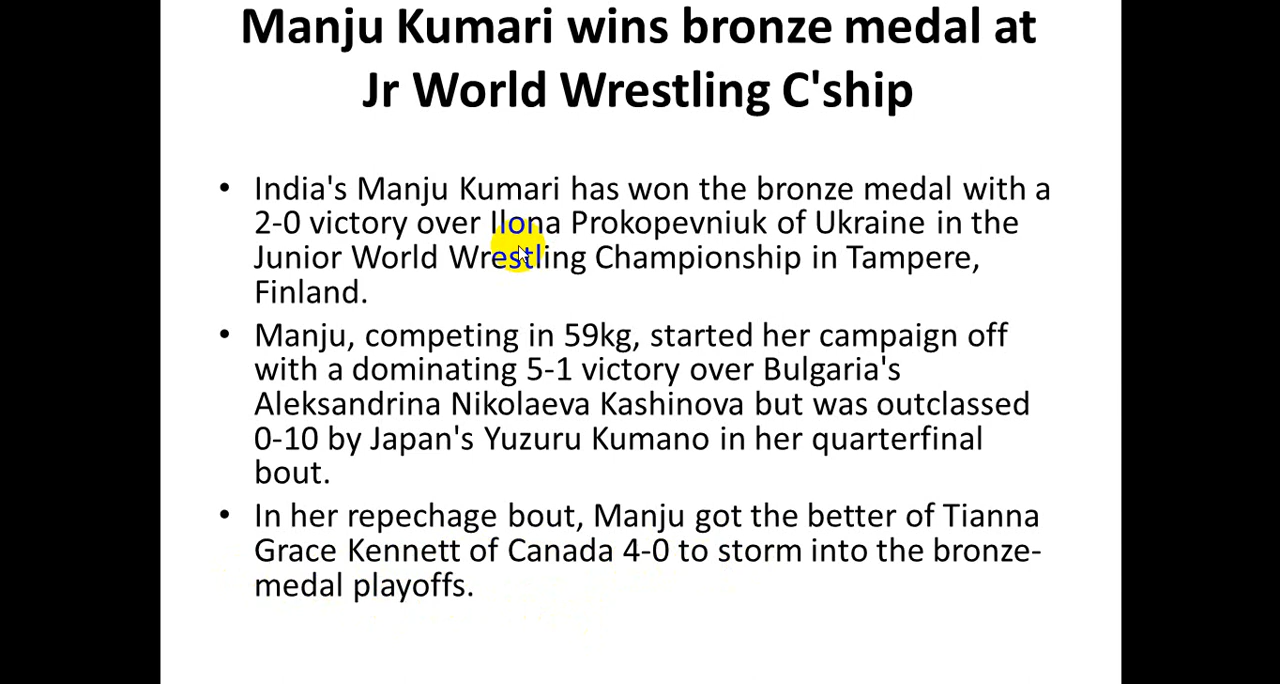 Manju Kumari wins bronze medal at
Jr World Wrestling C'ship
• India's Manju Kumari has won the bronze medal with a
2-0 victory over Ilona Prokopevniuk of Ukraine in the
Junior World Wrestling Championship in Tampere,
Finland.
• Manju, competing in 59kg, started her campaign off
with a dominating 5-1 victory over Bulgaria's
Aleksandrina Nikolaeva Kashinova but was outclassed
0-10 by Japan's Yuzuru Kumano in her quarterfinal
bout.
• In her repechage bout, Manju got the better of Tianna
Grace Kennett of Canada 4-0 to storm into the bronze-
medal playoffs.